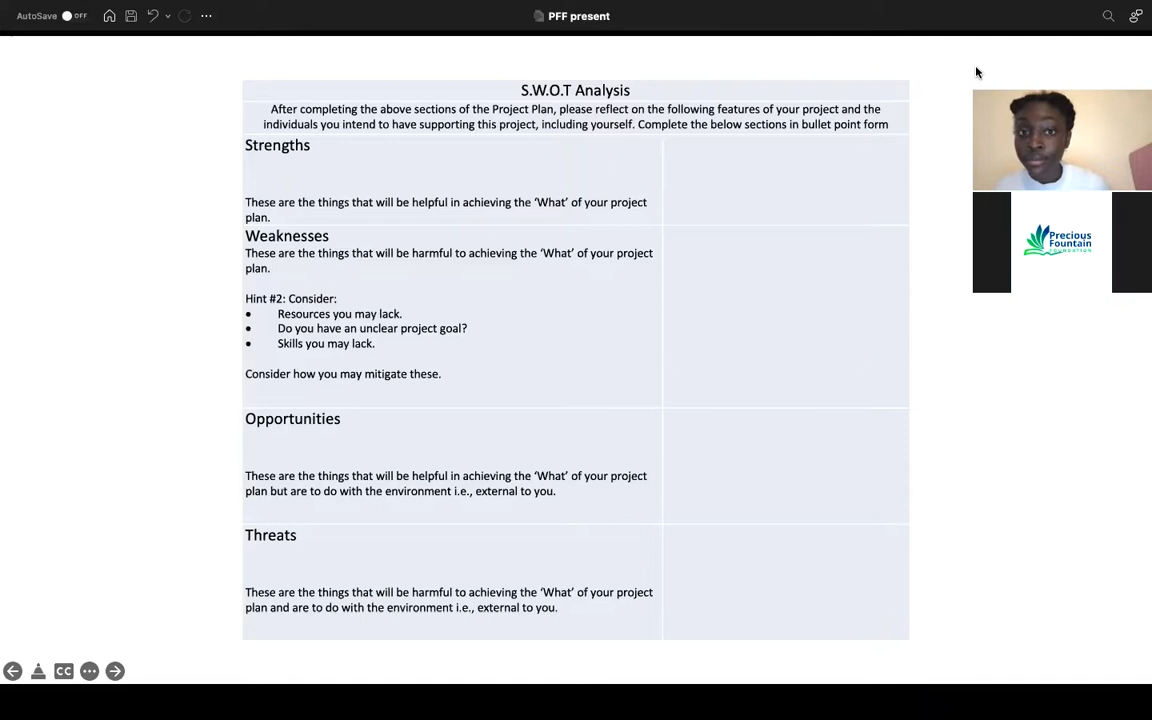 AutoSave OFF
PFF present
S.W.O.T Analysis
After completing the above sections of the Project Plan, please reflect on the following features of your project and the
individuals you intend to have supporting this project, including yourself. Complete the below sections in bullet point form
Strengths
These are the things that will be helpful in achieving the ‘What’ of your project
plan.
Weaknesses
These are the things that will be harmful to achieving the ‘What’ of your project
plan.
Hint #2: Consider:
• Resources you may lack.
• Do you have an unclear project goal?
• Skills you may lack.
Consider how you may mitigate these.
Opportunities
These are the things that will be helpful in achieving the ‘What’ of your project
plan but are to do with the environment i.e., external to you.
Threats
These are the things that will be harmful to achieving the ‘What’ of your project
plan and are to do with the environment i.e., external to you.
Precious
Fountain
FOUNDATION
CC